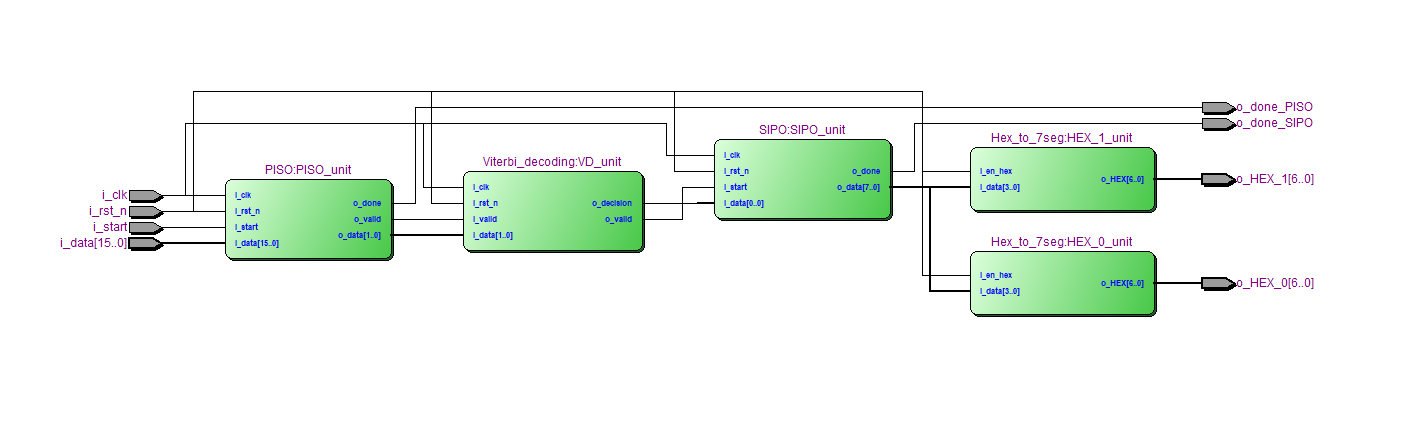 i_clk
i_rst_n
i_start
i_data[15..0]
PISO:PISO_unit
i_clk
i_rst_n
i_start
i_data[15..0]
o_done
o_valid
o_data[1..0]
Viterbi_decoding:VD_unit
i_clk
i_rst_n
i_valid
i_data[1..0]
o_decision
o_valid
SIPO:SIPO_unit
i_clk
i_rst_n
i_start
i_data[0..0]
o_done
o_data[7..0]
Hex_to_7seg:HEX_1_unit
i_en_hex
i_data[3..0]
o_HEX[6..0]
Hex_to_7seg:HEX_0_unit
i_en_hex
i_data[3..0]
o_HEX[6..0]
o_done_PISO
o_done_SIPO
o_HEX_1[6..0]
o_HEX_0[6..0]